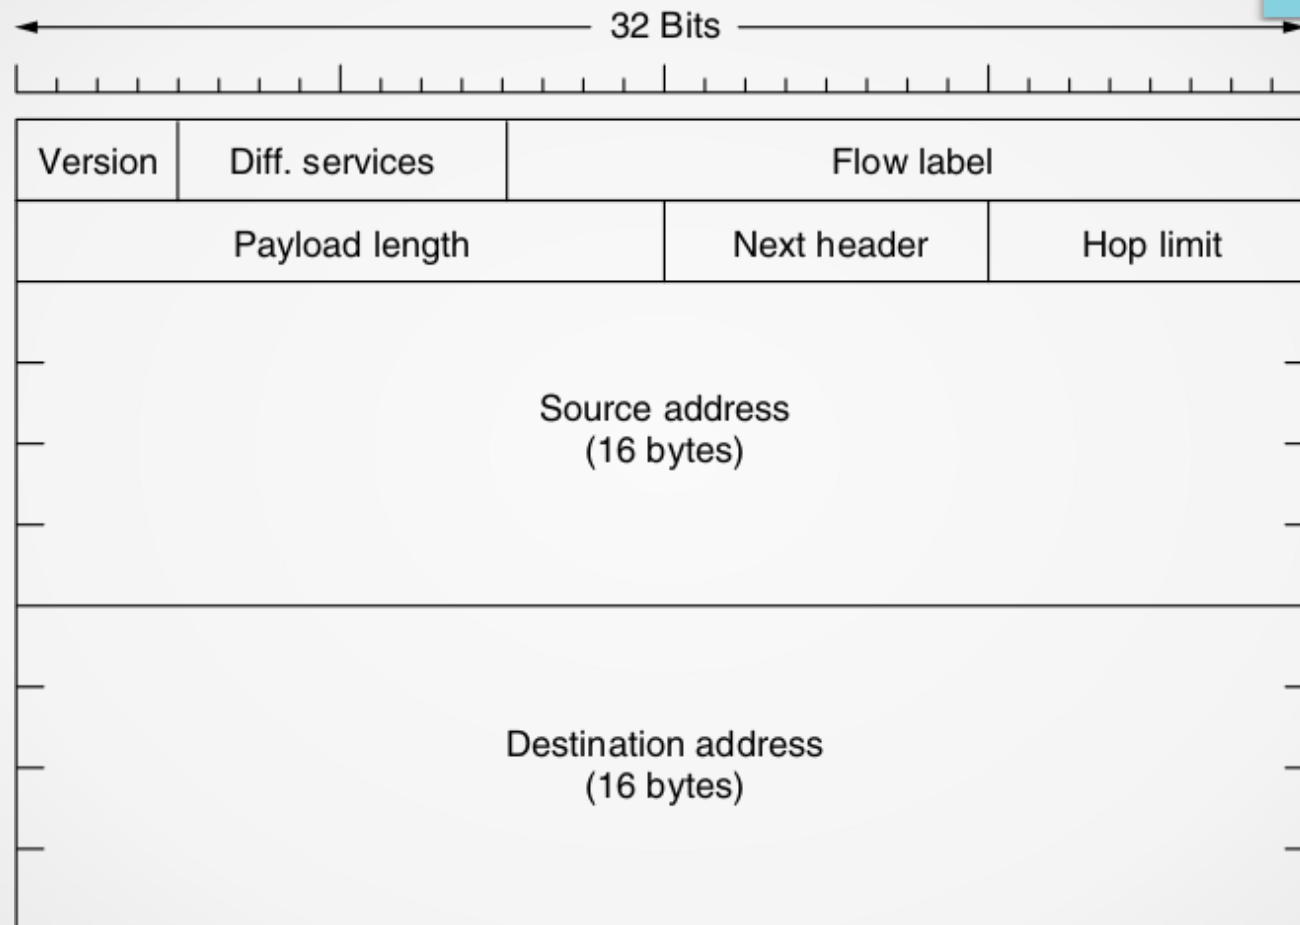 32 Bits
Version Diff. services Flow label
Payload length Next header Hop limit
Source address
(16 bytes)
Destination address
(16 bytes)